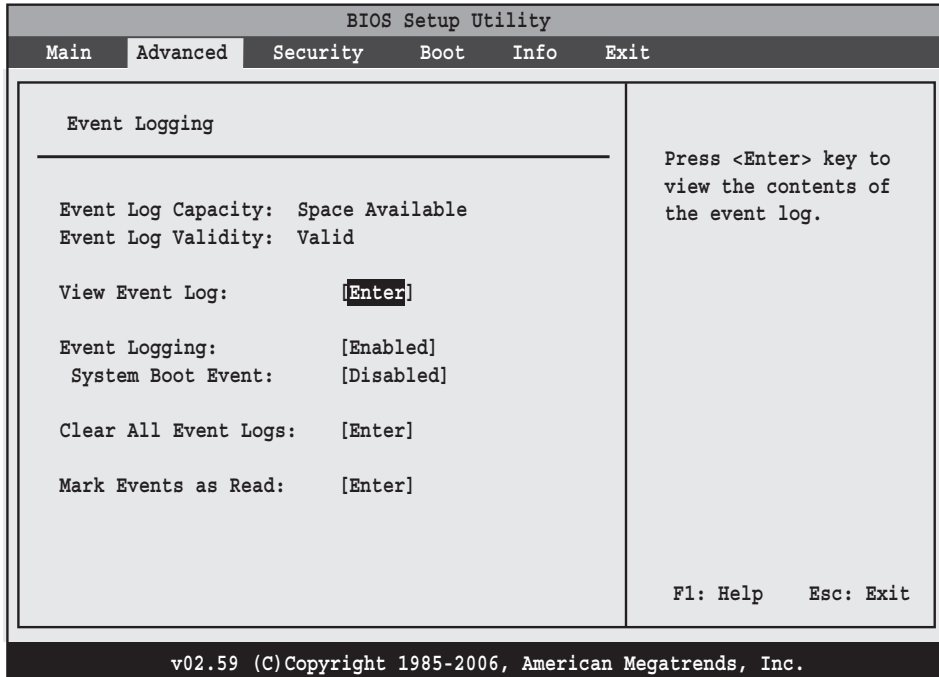 BIOS Setup Utility
Main Advanced Security Boot Info Exit
Event Logging
Event Log Capacity: Space Available
Event Log Validity: Valid
View Event Log: [Enter]
Event Logging: [Enabled]
System Boot Event: [Disabled]
Clear All Event Logs: [Enter]
Mark Events as Read: [Enter]
Press <Enter> key to
view the contents of
the event log.
F1: Help Esc: Exit
v02.59 (C)Copyright 1985-2006, American Megatrends, Inc.